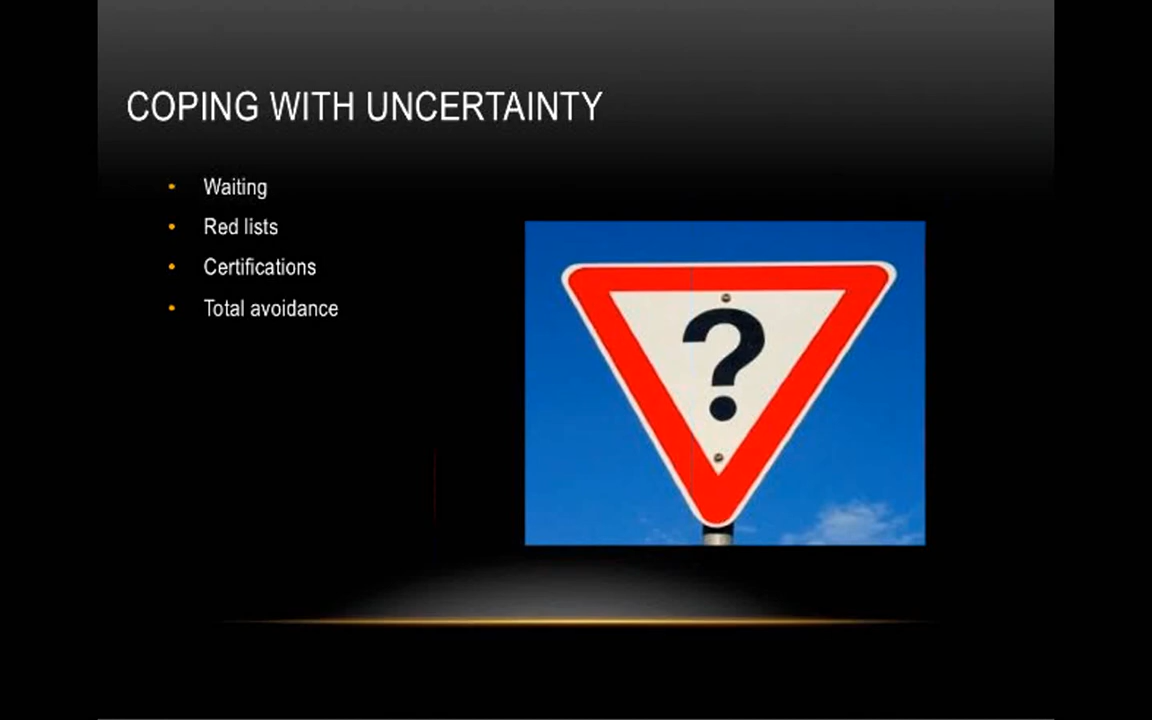 COPING WITH UNCERTAINTY
• Waiting
• Red lists
• Certifications
• Total avoidance
?